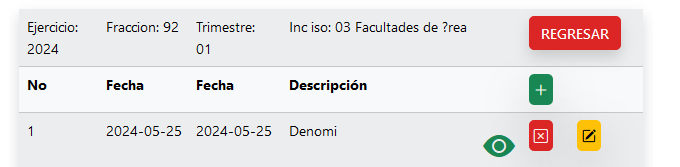 Ejercicio: Fraccion: 92 Trimestre: Inc iso: 03 Facultades de ?rea REGRESAR
2024 01
No Fecha Fecha Descripción +
1 2024-05-25 2024-05-25 Denomi